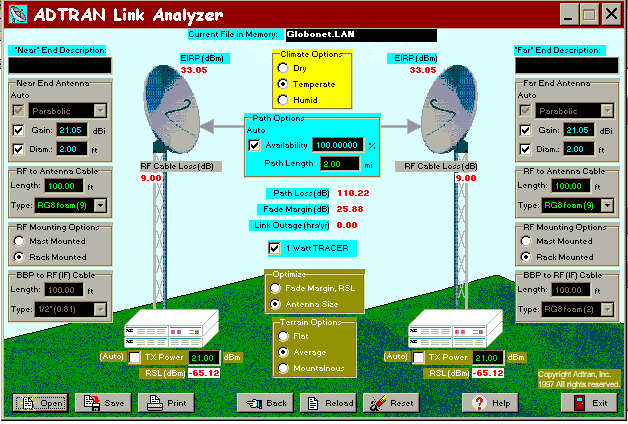 ADTRAN Link Analyzer
Current File in Memory: Globonet.LAN
"Near" End Description:
Near End Antenna
Auto
Parabolic
Gain: 21.05 dBi
Diam.: 2.00 ft
RF to Antenna Cable
Length: 100.00 ft
Type: RG8foam(9)
RF Mounting Options
Mast Mounted
Rack Mounted
BBP to RF(IF) Cable
Length: 100.00 ft
Type: 1/2"(0.81)
EIRP(dBm)
33.05
RF Cable Loss(dB)
9.00
Climate Options
Dry
Temperate
Humid
Path Options
Auto
Availability 100.00000 %
Path Length 2.00 mi
Path Loss(dB) 110.22
Fade Margin(dB) 25.88
Link Outage(hrs/yr) 0.00
1 Watt TRACER
Optimize
Fade Margin, RSL
Antenna Size
Terrain Options
Flat
Average
Mountainous
EIRP(dBm)
33.05
RF Cable Loss(dB)
9.00
"Far" End Description:
Far End Antenna
Auto
Parabolic
Gain: 21.05 dBi
Diam.: 2.00 ft
RF to Antenna Cable
Length: 100.00 ft
Type: RG8foam(9)
RF Mounting Options
Mast Mounted
Rack Mounted
BBP to RF(IF) Cable
Length: 100.00 ft
Type: RG8foam(2)
(Auto) TX Power 21.00 dBm
RSL(dBm) -65.12
(Auto) TX Power 21.00 dBm
RSL(dBm) -65.12
Copyright Adtran, Inc.
1997 All rights reserved.
Open Save Print Back Reload Reset Help Exit